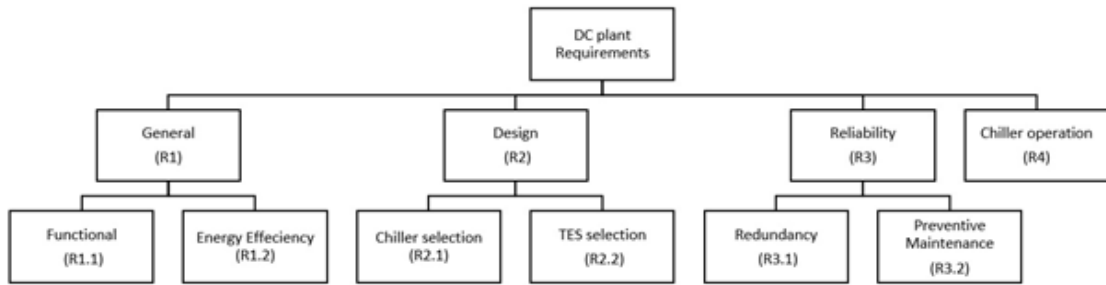 DC plant
Requirements
General
(R1)
Design
(R2)
Reliability
(R3)
Chiller operation
(R4)
Functional
(R1.1)
Energy Effeciency
(R1.2)
Chiller selection
(R2.1)
TES selection
(R2.2)
Redundancy
(R3.1)
Preventive
Maintenance
(R3.2)